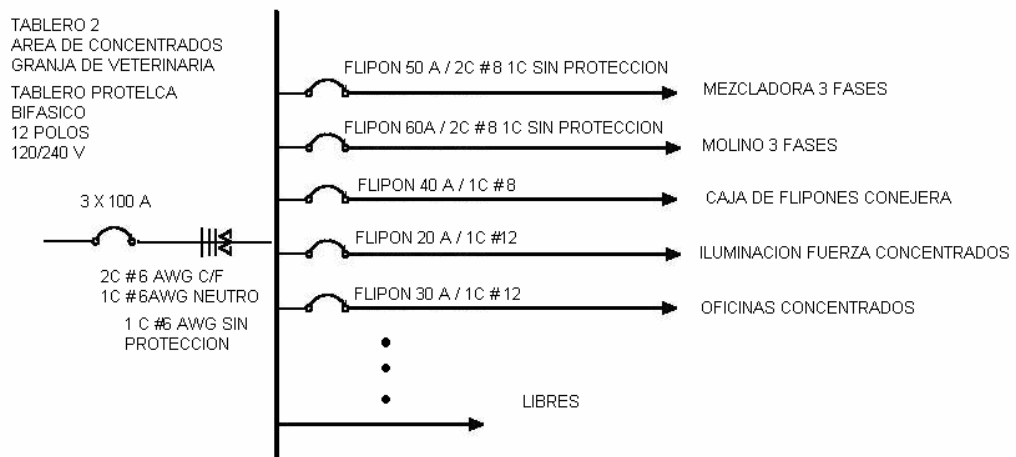 TABLERO 2
AREA DE CONCENTRADOS
GRANJA DE VETERINARIA
TABLERO PROTELCA
BIFASICO
12 POLOS
120/240 V
3 X 100 A
2C #6 AWG C/F
1C #6AWG NEUTRO
1 C #6 AWG SIN
PROTECCION
FLIPON 50 A / 2C #8 1C SIN PROTECCION
MEZCLADORA 3 FASES
FLIPON 60A / 2C #8 1C SIN PROTECCION
MOLINO 3 FASES
FLIPON 40 A / 1C #8
CAJA DE FLIPONES CONEJERA
FLIPON 20 A / 1C #12
ILUMINACION FUERZA CONCENTRADOS
FLIPON 30 A / 1C #12
OFICINAS CONCENTRADOS
LIBRES